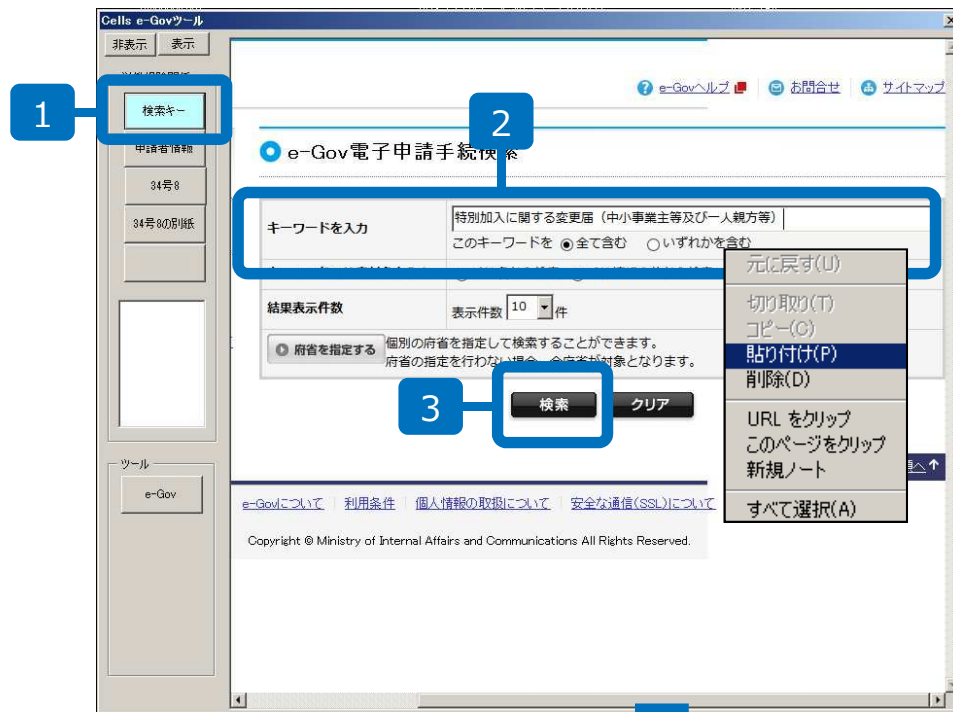 Cells e-Govツール
非表示 表示
1
検索キー
申請者情報
34号8
34号8の別紙
ツール
e-Gov
e-Govヘルプ お問合せ サイトマップ
2
e-Gov電子申請手続検索
キーワードを入力
特別加入に関する変更届（中小事業主等及び一人親方等）
このキーワードを 全て含む いずれかを含む
結果表示件数
表示件数 10 件
府省を指定する
個別の府省を指定して検索することができます。
府省の指定を行わない場合、全府省が対象となります。
3
検索 クリア
元に戻す(U)
切り取り(T)
コピー(C)
貼り付け(P)
削除(D)
URL をクリップ
このページをクリップ
新規ノート
すべて選択(A)
e-Govについて 利用条件 個人情報の取扱について 安全な通信(SSL)について
Copyright © Ministry of Internal Affairs and Communications All Rights Reserved.